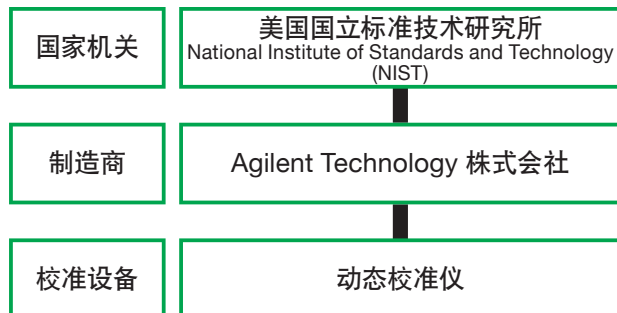 国家机关
美国国立标准技术研究所
National Institute of Standards and Technology
(NIST)
制造商
Agilent Technology 株式会社
校准设备
动态校准仪